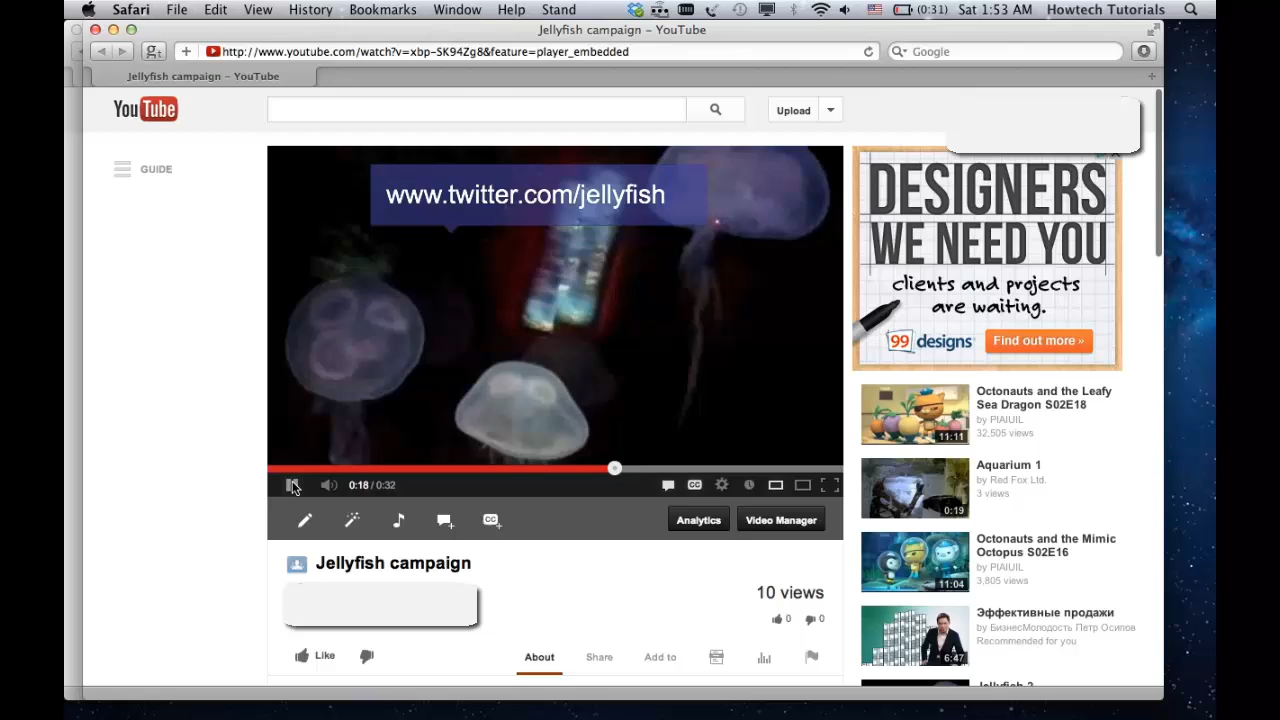 Safari File Edit View History Bookmarks Window Help Stand (0:31) Sat 1:53 AM Howtech Tutorials
Jellyfish campaign – YouTube
http://www.youtube.com/watch?v=xbp-SK94Zg8&feature=player_embedded
Google
Jellyfish campaign – YouTube
YouTube
Upload
GUIDE
www.twitter.com/jellyfish
0:18 / 0:32
CC
CC
Analytics
Video Manager
Jellyfish campaign
10 views
0 0
Like
About Share Add to
DESIGNERS
WE NEED YOU
clients and projects
are waiting.
99 designs
Find out more »
11:11
Octonauts and the Leafy
Sea Dragon S02E18
by PIAIUIL
32,505 views
0:19
Aquarium 1
by Red Fox Ltd.
3 views
11:04
Octonauts and the Mimic
Octopus S02E16
by PIAIUIL
3,805 views
6:47
Эффективные продажи
by БизнесМолодость Петр Осипов
Recommended for you
Jellyfish 2